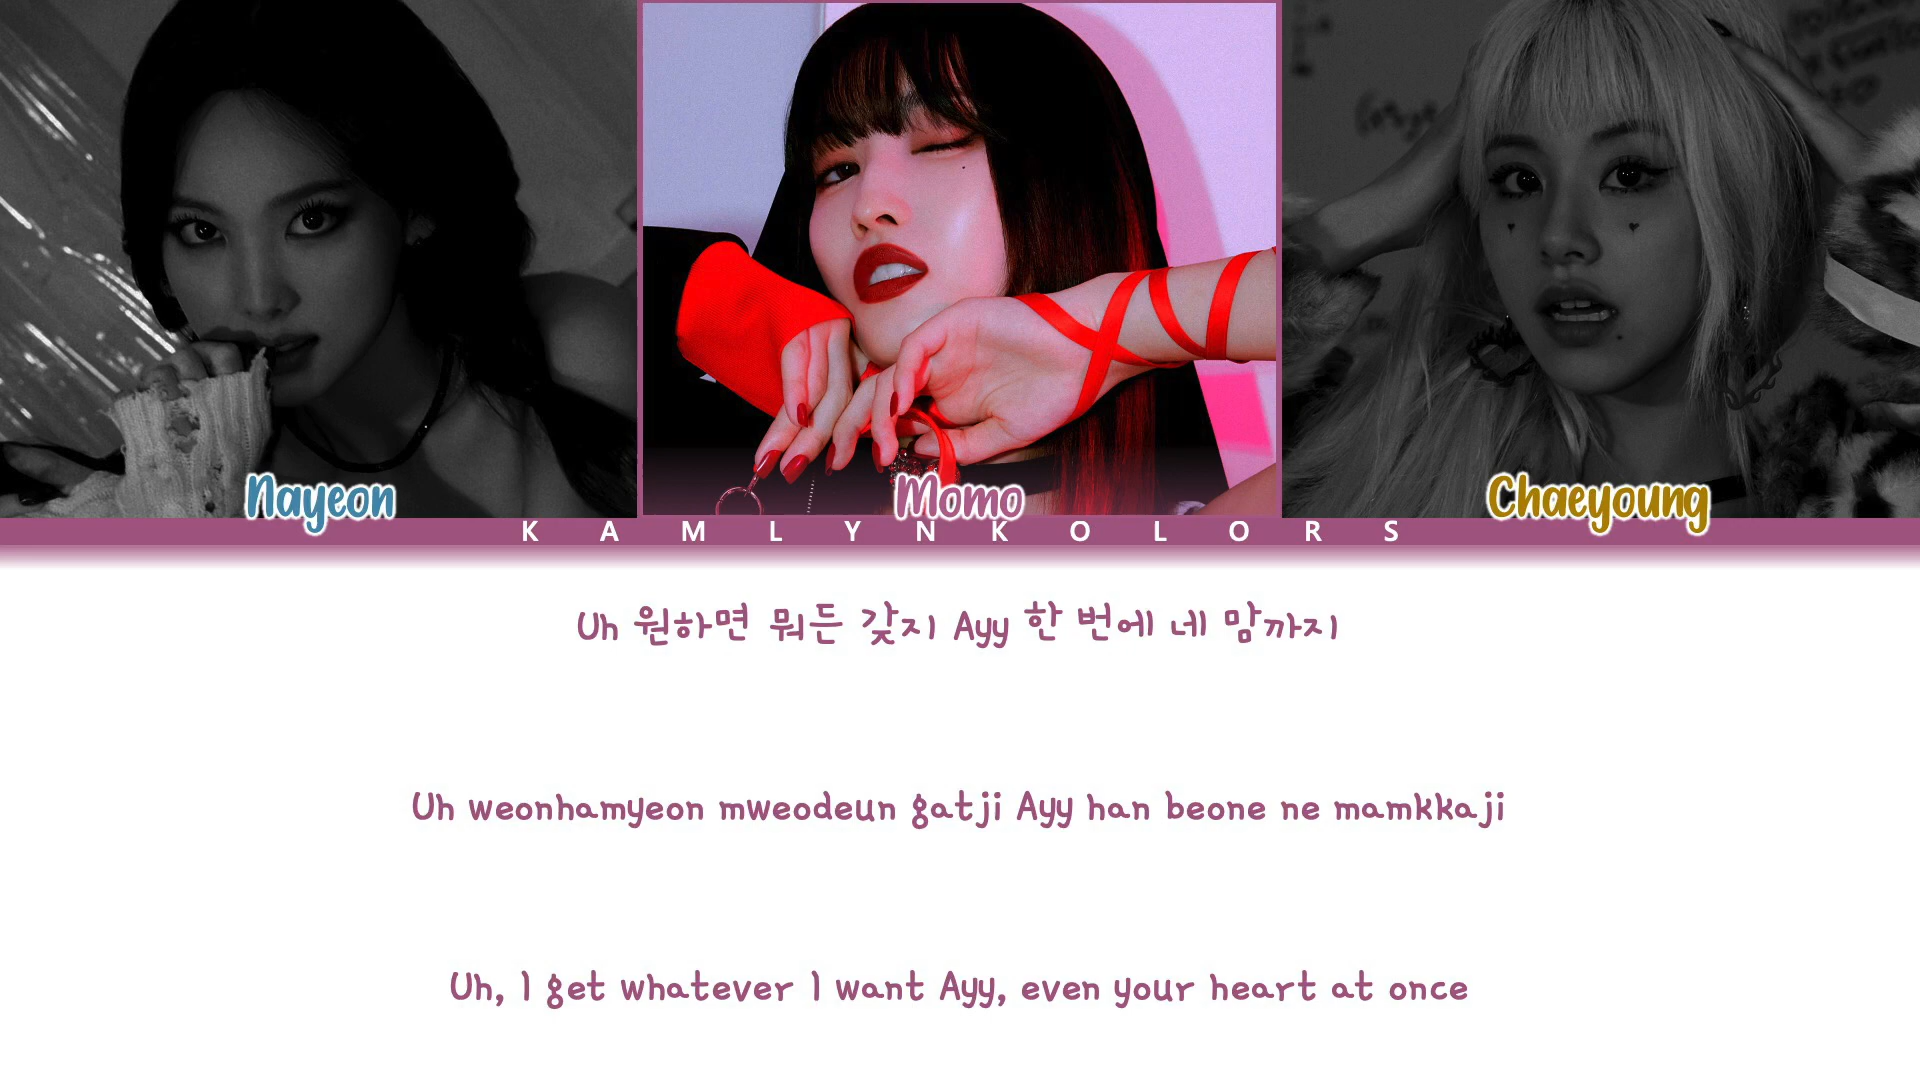 Nayeon
Momo
Chaeyoung
KAMLYNKOLORS
Uh 원하면 뭐든 갖지 Ayy 한 번에 네 맘까지
Uh weonhamyeon mweodeun gatji Ayy han beone ne mamkkaji
Uh, I get whatever I want Ayy, even your heart at once